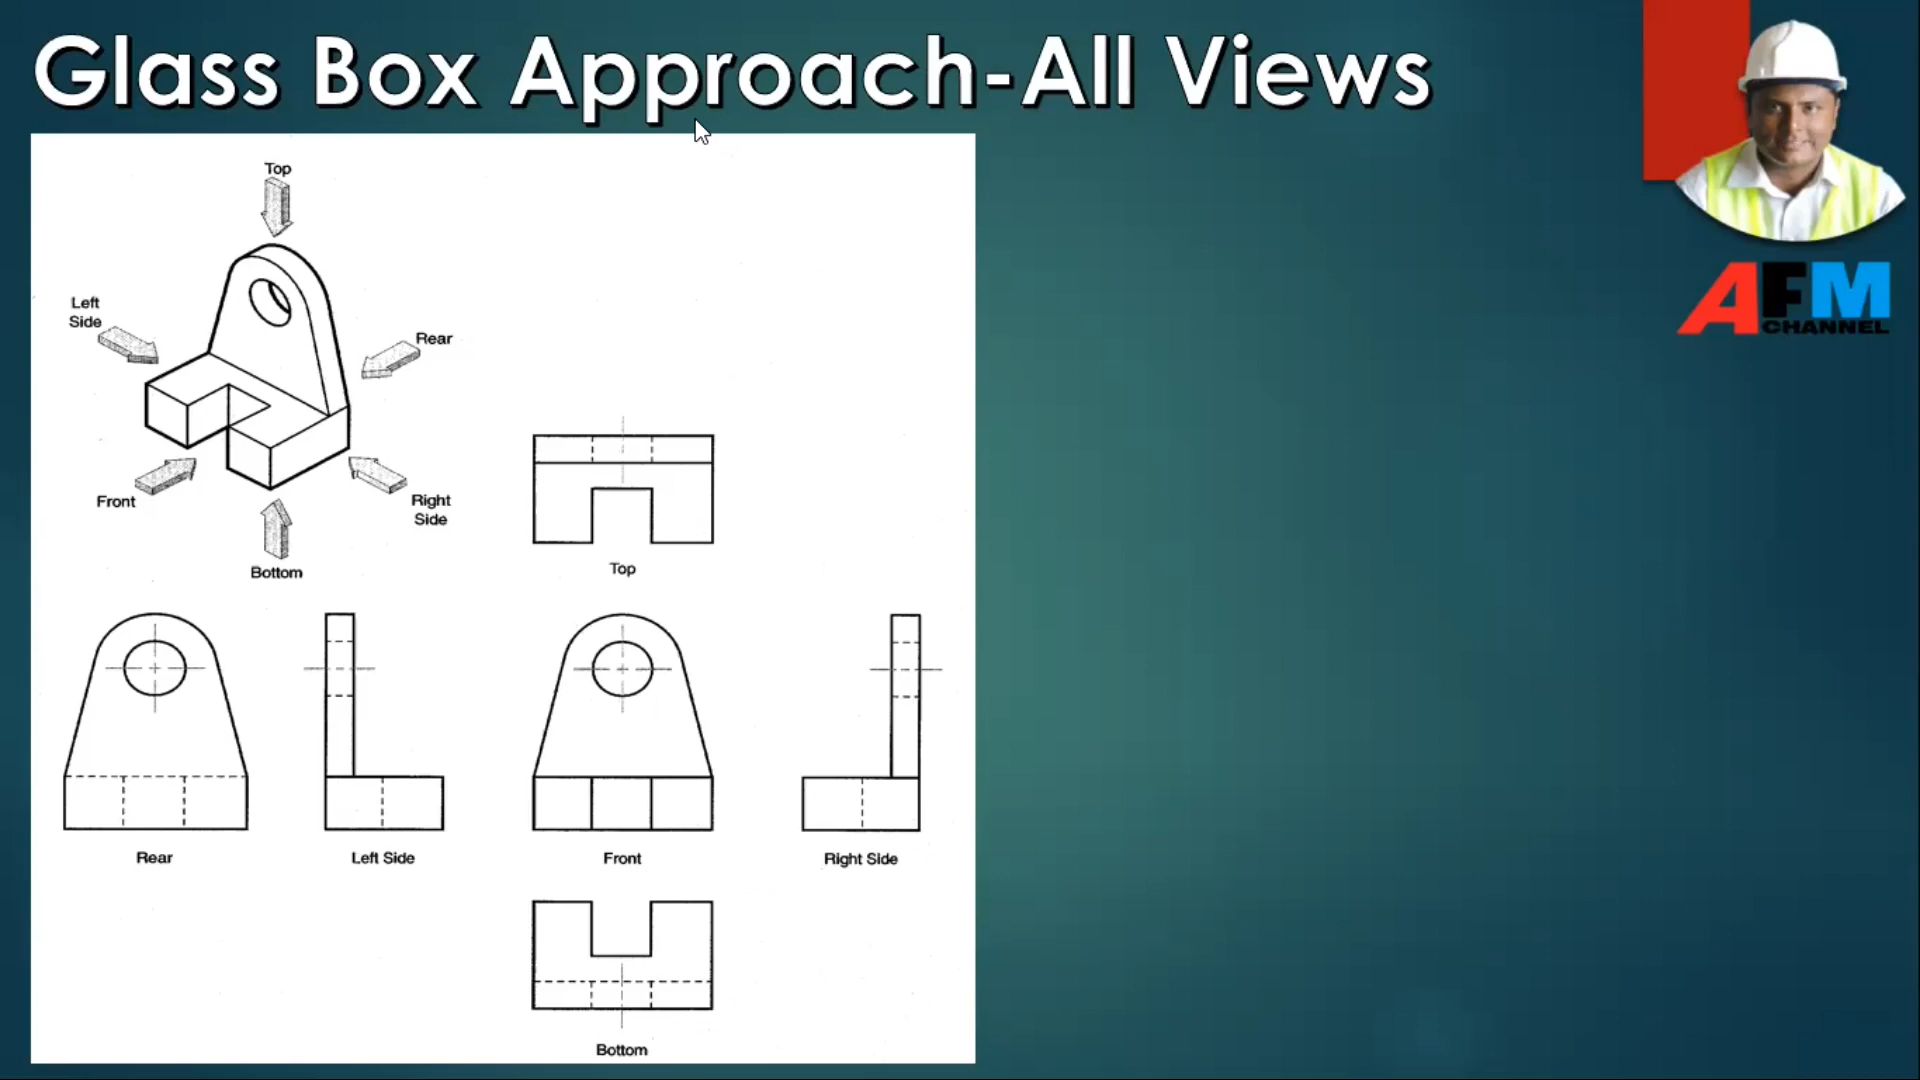 Glass Box Approach-All Views
Top
Left
Side
Rear
Front
Right
Side
Bottom
Top
Rear
Left Side
Front
Right Side
Bottom
AFM
CHANNEL